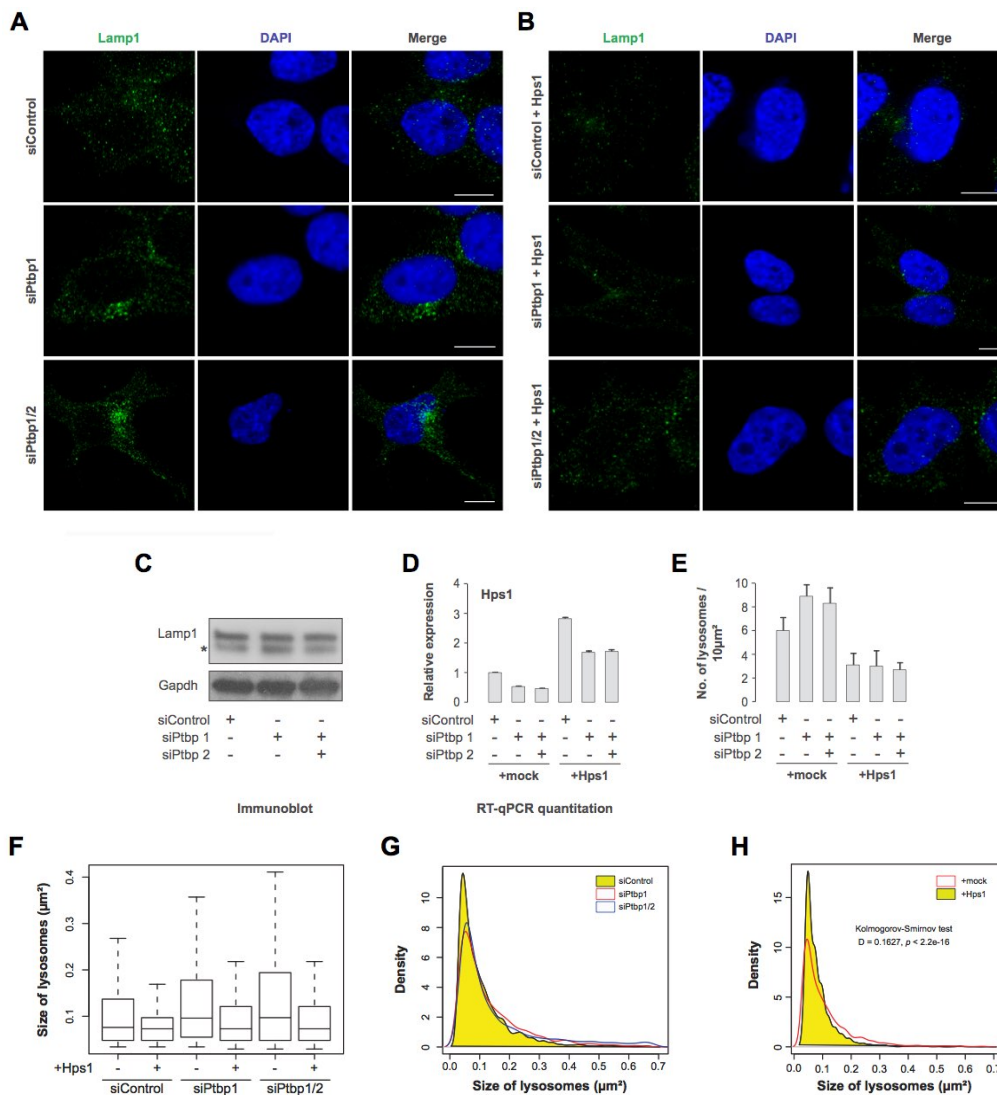 A
Lamp1 DAPI Merge
siControl
siPtbp1
siPtbp1/2
B
Lamp1 DAPI Merge
siControl + Hps1
siPtbp1 + Hps1
siPtbp1/2 + Hps1
C
Lamp1
*
Gapdh
siControl + - -
siPtbp 1 - + +
siPtbp 2 - - +
Immunoblot
D
Hps1
Relative expression
4
3
2
1
0
siControl + - - + - -
siPtbp 1 - + + - + +
siPtbp 2 - - + - - +
+mock +Hps1
RT-qPCR quantitation
E
No. of lysosomes /
10µm²
10
8
6
4
2
0
siControl + - - + - -
siPtbp 1 - + + - + +
siPtbp 2 - - + - - +
+mock +Hps1
F
Size of lysosomes (µm²)
0.4
0.3
0.2
0.1
+Hps1 - + - + - +
siControl siPtbp1 siPtbp1/2
G
siControl
siPtbp1
siPtbp1/2
Density
10
8
6
4
2
0
0.0 0.1 0.2 0.3 0.4 0.5 0.6 0.7
Size of lysosomes (µm²)
H
+mock
+Hps1
Kolmogorov-Smirnov test
D = 0.1627, p < 2.2e-16
Density
15
10
5
0
0.0 0.1 0.2 0.3 0.4 0.5 0.6 0.7
Size of lysosomes (µm²)